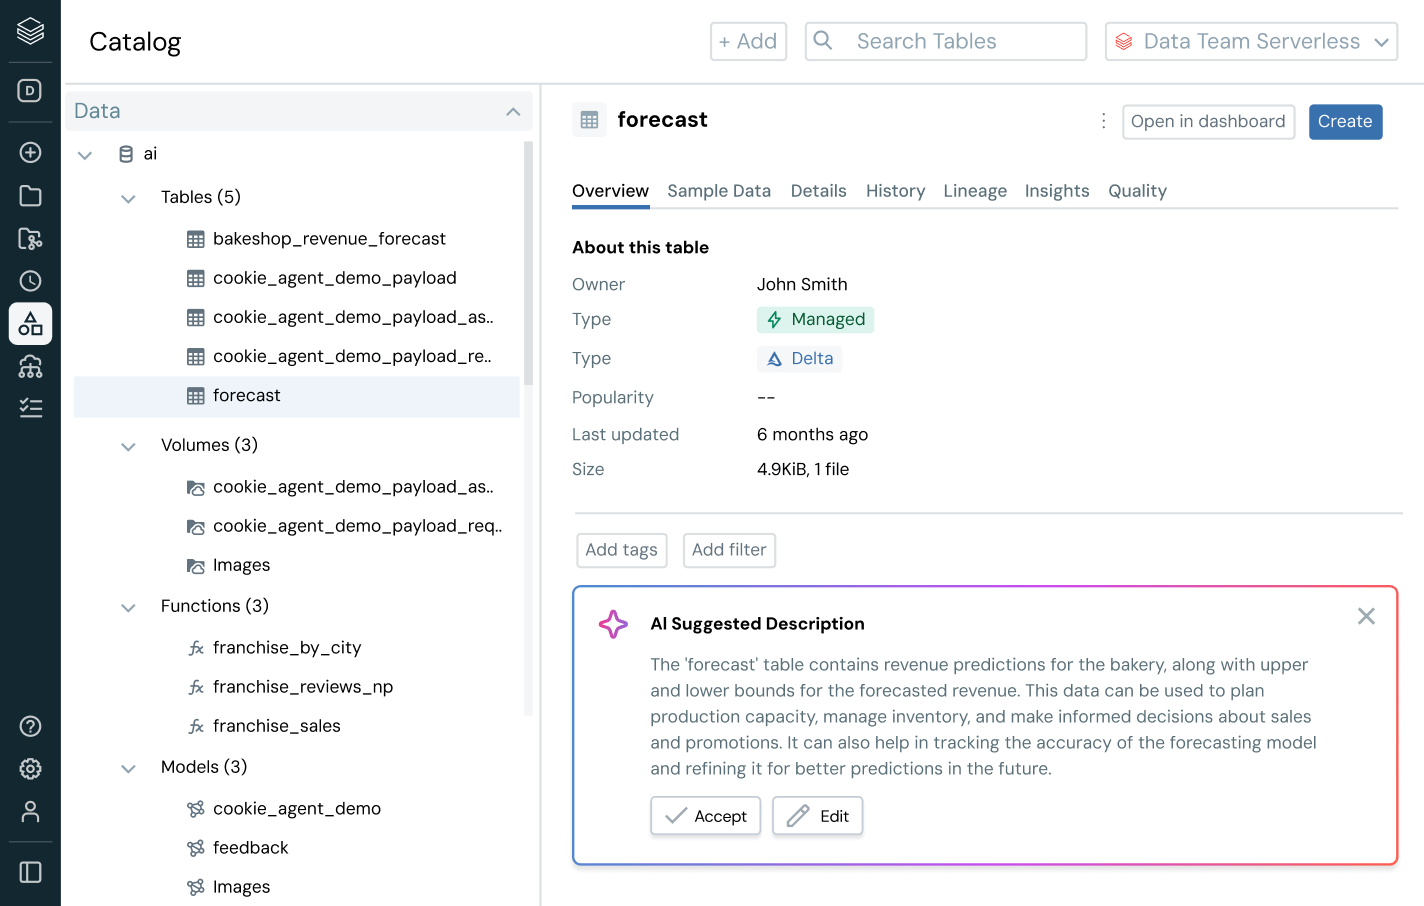 Catalog
+ Add
Search Tables
Data Team Serverless
D
Data
ai
Tables (5)
bakeshop_revenue_forecast
cookie_agent_demo_payload
cookie_agent_demo_payload_as..
cookie_agent_demo_payload_re..
forecast
Volumes (3)
cookie_agent_demo_payload_as..
cookie_agent_demo_payload_req..
Images
Functions (3)
fx franchise_by_city
fx franchise_reviews_np
fx franchise_sales
Models (3)
cookie_agent_demo
feedback
Images
forecast
Open in dashboard
Create
Overview Sample Data Details History Lineage Insights Quality
About this table
Owner John Smith
Type Managed
Type Delta
Popularity --
Last updated 6 months ago
Size 4.9KiB, 1 file
Add tags Add filter
AI Suggested Description
The 'forecast' table contains revenue predictions for the bakery, along with upper
and lower bounds for the forecasted revenue. This data can be used to plan
production capacity, manage inventory, and make informed decisions about sales
and promotions. It can also help in tracking the accuracy of the forecasting model
and refining it for better predictions in the future.
Accept Edit